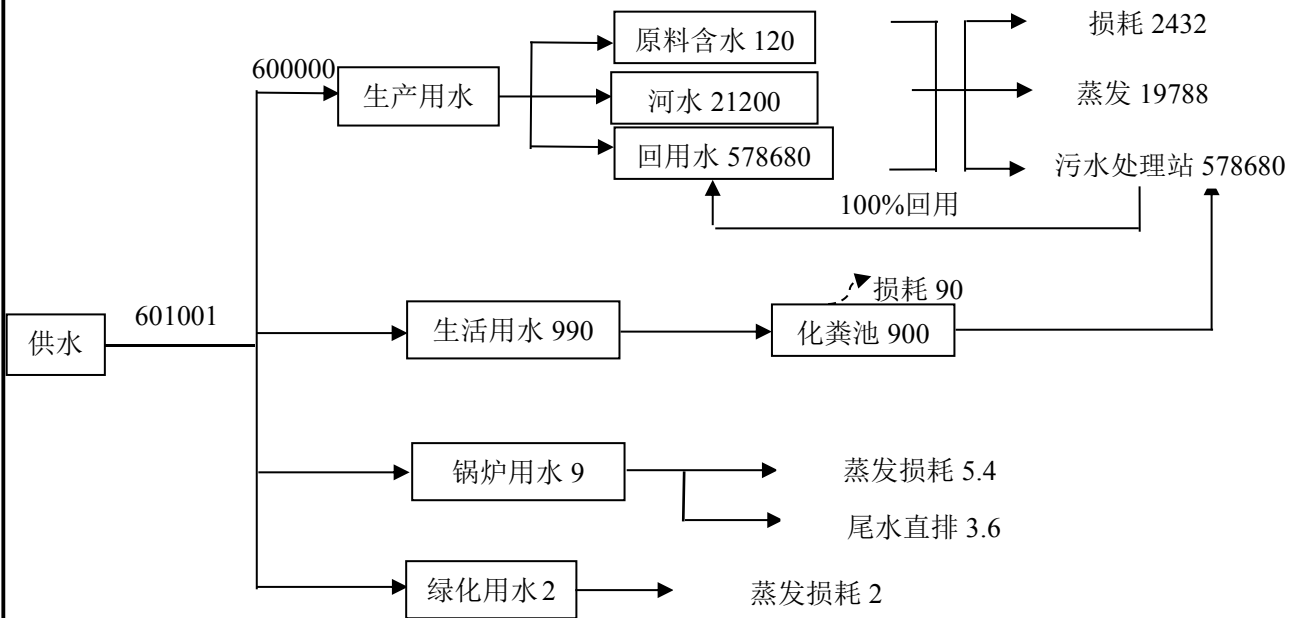 原料含水 120
损耗 2432
600000
生产用水
河水 21200
蒸发 19788
回用水 578680
污水处理站 578680
100%回用
601001
供水
生活用水 990
损耗 90
化粪池 900
锅炉用水 9
蒸发损耗 5.4
尾水直排 3.6
绿化用水 2
蒸发损耗 2